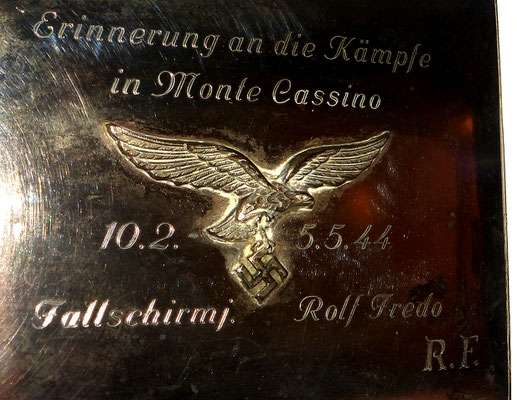 Erinnerung an die Kämpfe
in Monte Cassino
10.2.- 5.5.44
Fallschirmj. Rolf Fredo
R.F.